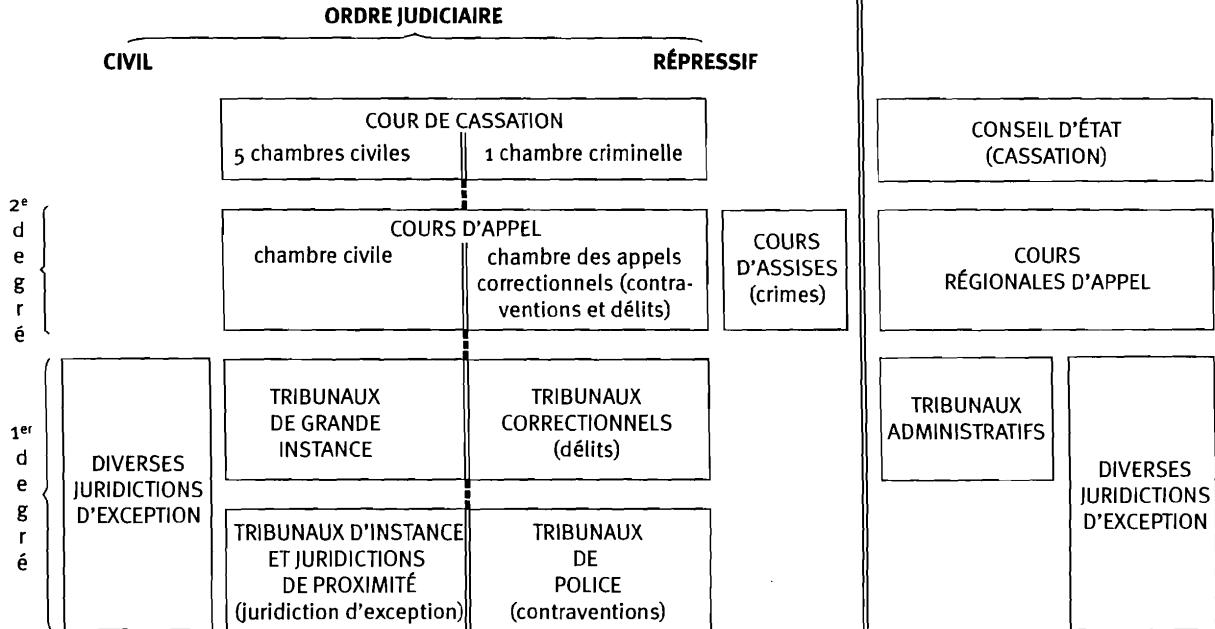 ORDRE JUDICIAIRE
CIVIL
RÉPRESSIF
COUR DE CASSATION
5 chambres civiles
1 chambre criminelle
CONSEIL D'ÉTAT
(CASSATION)
2e
d
e
g
r
é
COURS D'APPEL
chambre civile
chambre des appels
correctionnels (contra-
ventions et délits)
COURS
D'ASSISES
(crimes)
COURS
RÉGIONALES D'APPEL
1er
d
e
g
r
é
DIVERSES
JURIDICTIONS
D'EXCEPTION
TRIBUNAUX
DE GRANDE
INSTANCE
TRIBUNAUX
CORRECTIONNELS
(délits)
TRIBUNAUX
ADMINISTRATIFS
DIVERSES
JURIDICTIONS
D'EXCEPTION
TRIBUNAUX D'INSTANCE
ET JURIDICTIONS
DE PROXIMITÉ
(juridiction d'exception)
TRIBUNAUX
DE
POLICE
(contraventions)